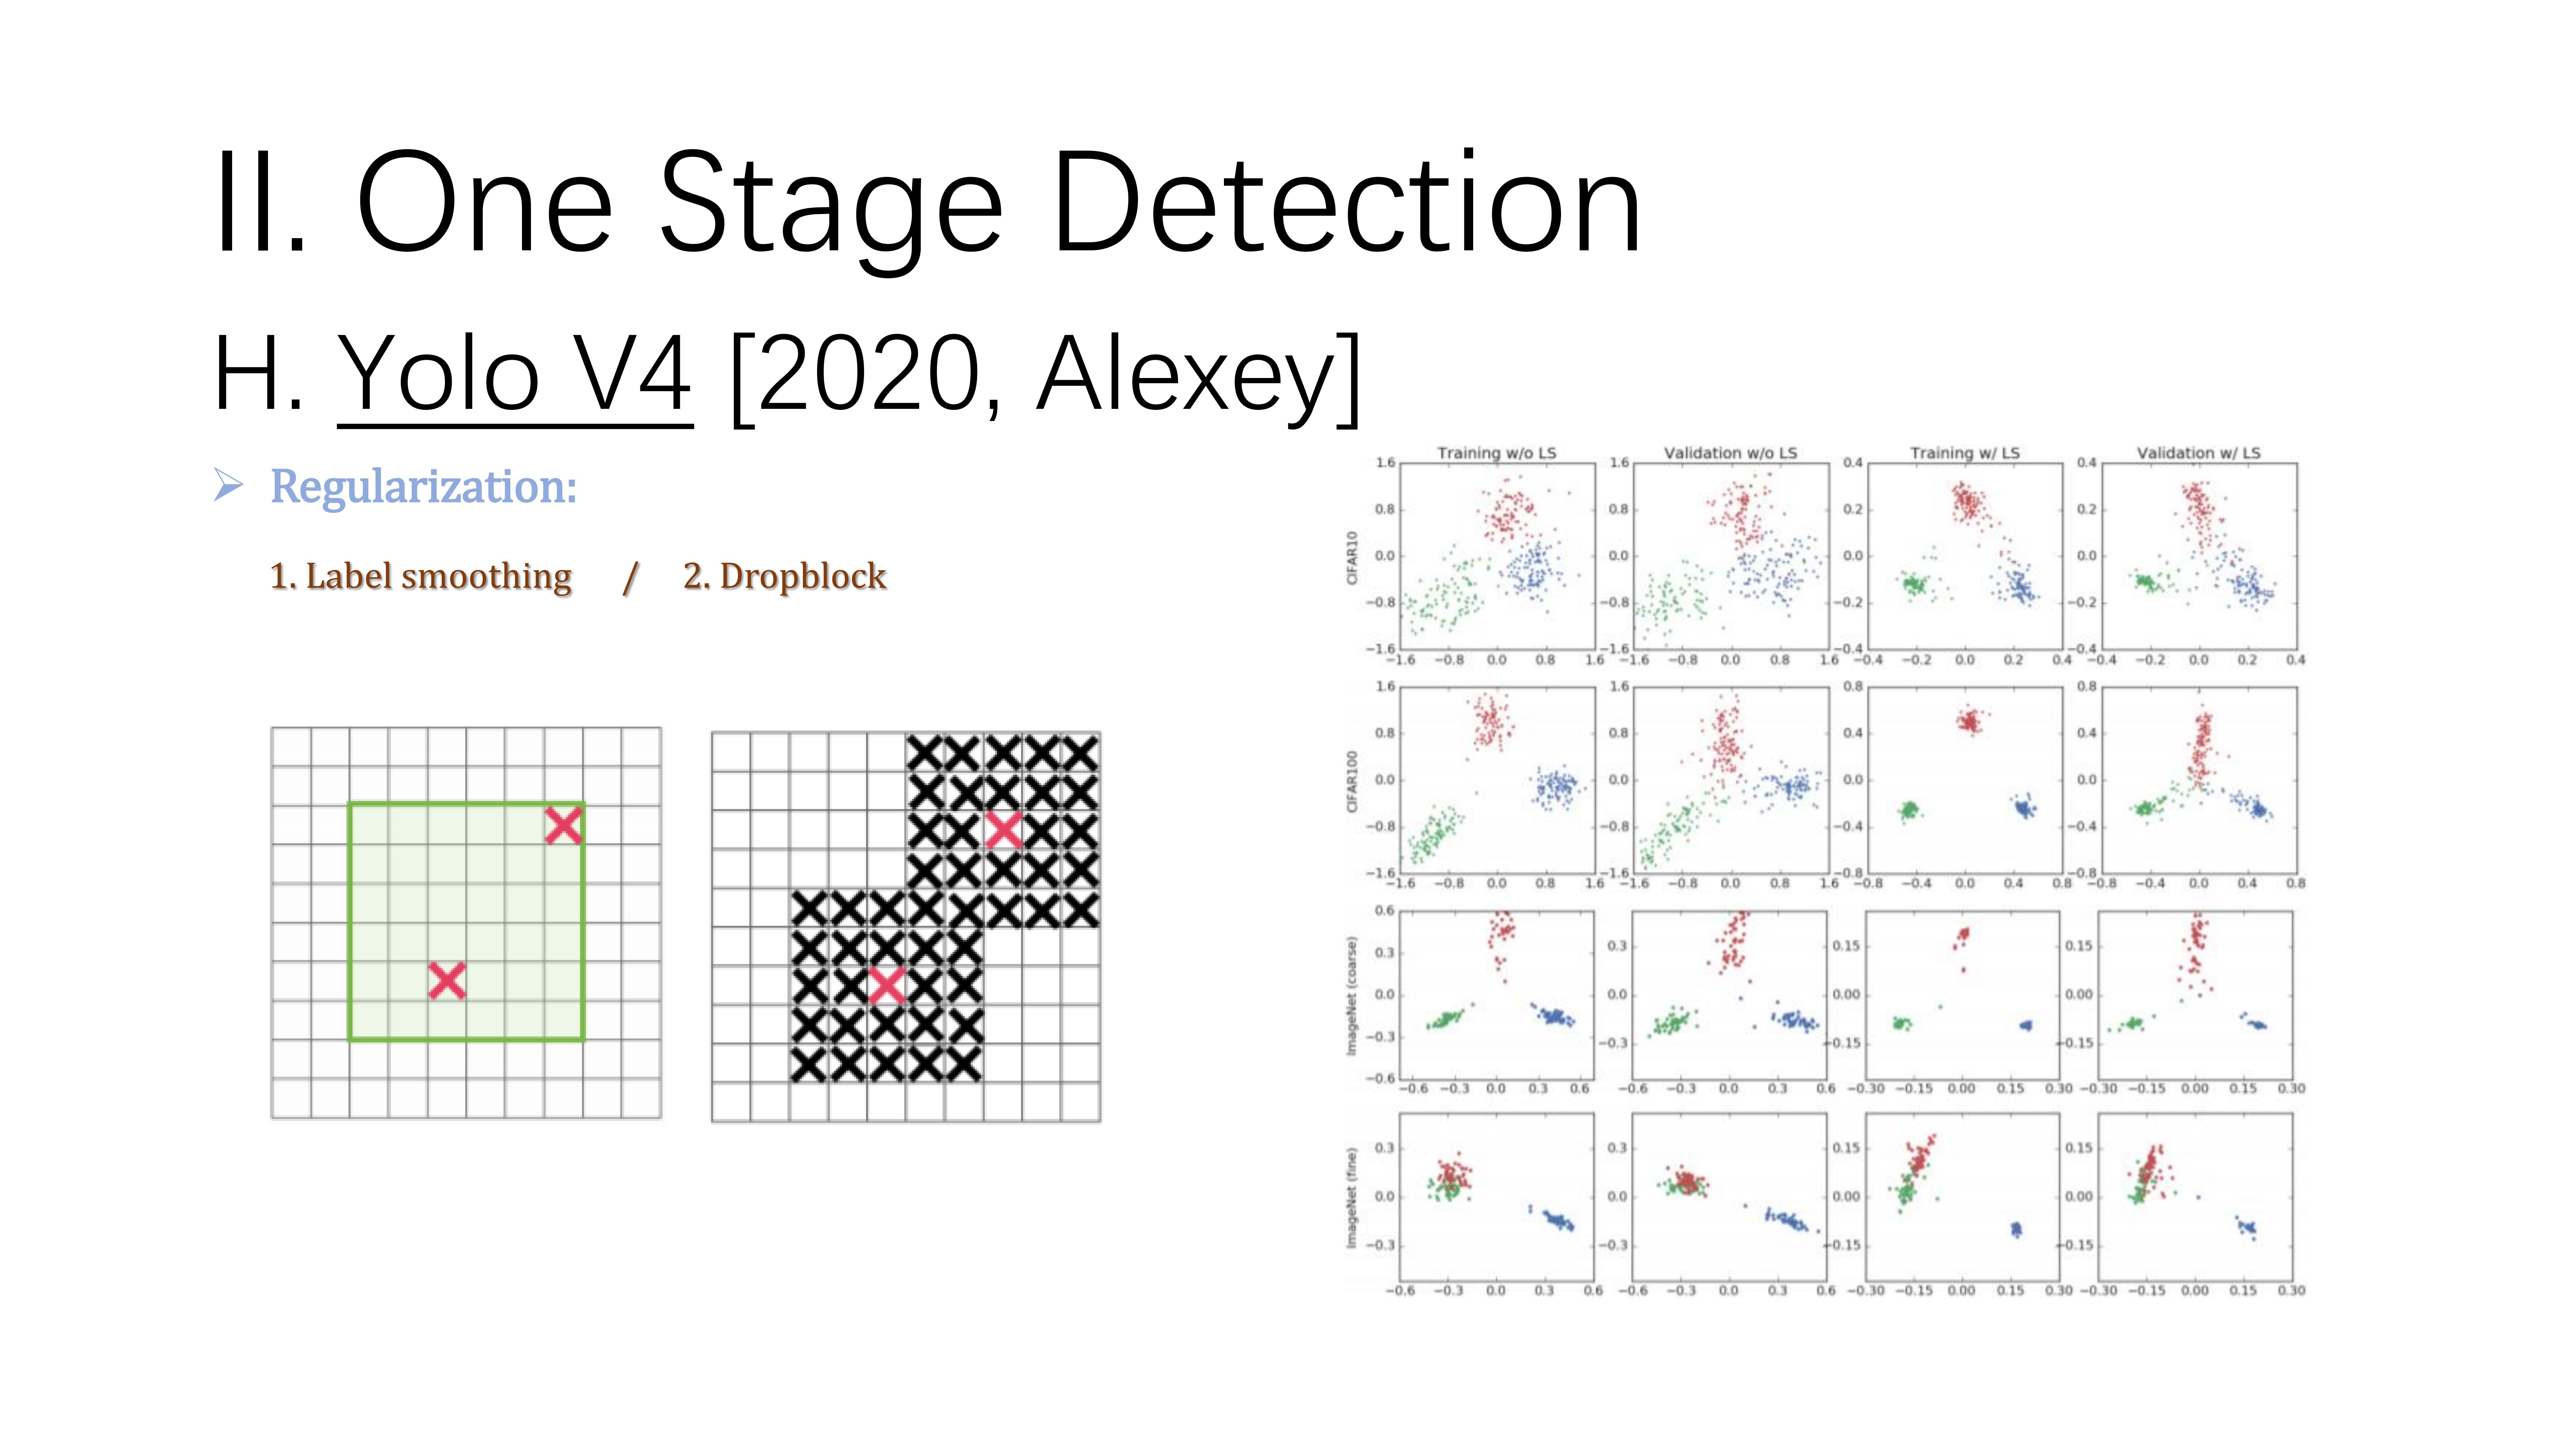 II. One Stage Detection
H. Yolo V4 [2020, Alexey]
➢ Regularization:
1. Label smoothing / 2. Dropblock
Training w/o LS Validation w/o LS Training w/ LS Validation w/ LS
CIFAR10
1.6 0.8 0.0 −0.8 −1.6
−1.6 −0.8 0.0 0.8 1.6
1.6 0.8 0.0 −0.8 −1.6
−1.6 −0.8 0.0 0.8 1.6
0.4 0.2 0.0 −0.2 −0.4
−0.4 −0.2 0.0 0.2 0.4
0.4 0.2 0.0 −0.2 −0.4
−0.4 −0.2 0.0 0.2 0.4
CIFAR100
1.6 0.8 0.0 −0.8 −1.6
−1.6 −0.8 0.0 0.8 1.6
1.6 0.8 0.0 −0.8 −1.6
−1.6 −0.8 0.0 0.8 1.6
0.8 0.4 0.0 −0.4 −0.8
−0.8 −0.4 0.0 0.4 0.8
0.8 0.4 0.0 −0.4 −0.8
−0.8 −0.4 0.0 0.4 0.8
ImageNet (coarse)
0.6 0.3 0.0 −0.3 −0.6
−0.6 −0.3 0.0 0.3 0.6
0.3 0.0 −0.3
−0.6 −0.3 0.0 0.3 0.6
0.15 0.00 −0.15
−0.30 −0.15 0.00 0.15 0.30
0.15 0.00 −0.15
−0.30 −0.15 0.00 0.15 0.30
ImageNet (fine)
0.3 0.0 −0.3
−0.6 −0.3 0.0 0.3 0.6
0.3 0.0 −0.3
−0.6 −0.3 0.0 0.3 0.6
0.15 0.00 −0.15
−0.30 −0.15 0.00 0.15 0.30
0.15 0.00 −0.15
−0.30 −0.15 0.00 0.15 0.30